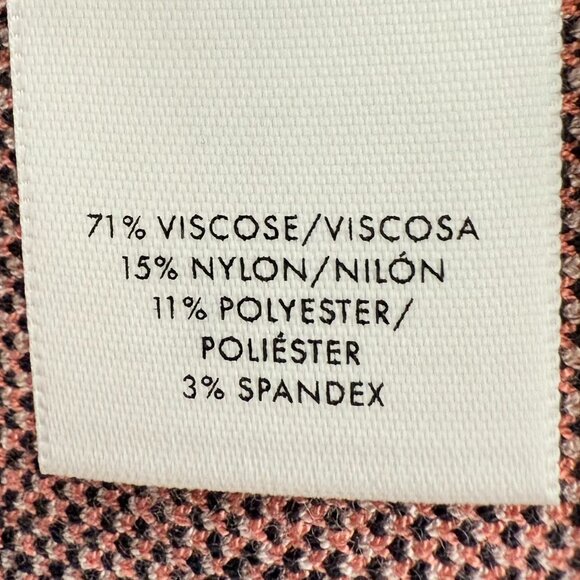 71% VISCOSE/VISCOSA
15% NYLON/NILÓN
11% POLYESTER/
POLIÉSTER
3% SPANDEX